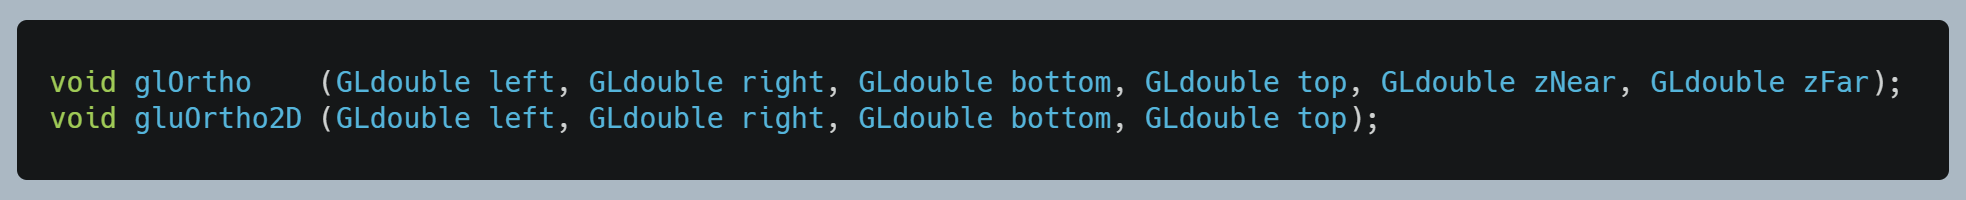 void glOrtho    (GLdouble left, GLdouble right, GLdouble bottom, GLdouble top, GLdouble zNear, GLdouble zFar);
void gluOrtho2D (GLdouble left, GLdouble right, GLdouble bottom, GLdouble top);